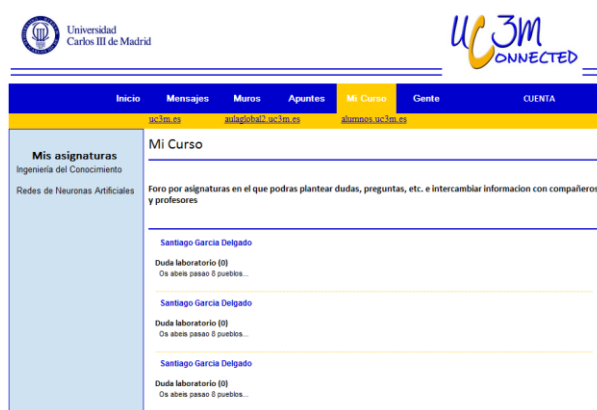 Universidad
Carlos III de Madrid
UC3M
CONNECTED
Inicio Mensajes Muros Apuntes Mi Curso Gente CUENTA
uc3m.es aulaglobal2.uc3m.es alumnos.uc3m.es
Mis asignaturas
Ingeniería del Conocimiento
Redes de Neuronas Artificiales
Mi Curso
Foro por asignaturas en el que podras plantear dudas, preguntas, etc. e intercambiar informacion con compañeros
y profesores
Santiago Garcia Delgado
Duda laboratorio (0)
Os abeis pasao 8 pueblos...
Santiago Garcia Delgado
Duda laboratorio (0)
Os abeis pasao 8 pueblos...
Santiago Garcia Delgado
Duda laboratorio (0)
Os abeis pasao 8 pueblos...